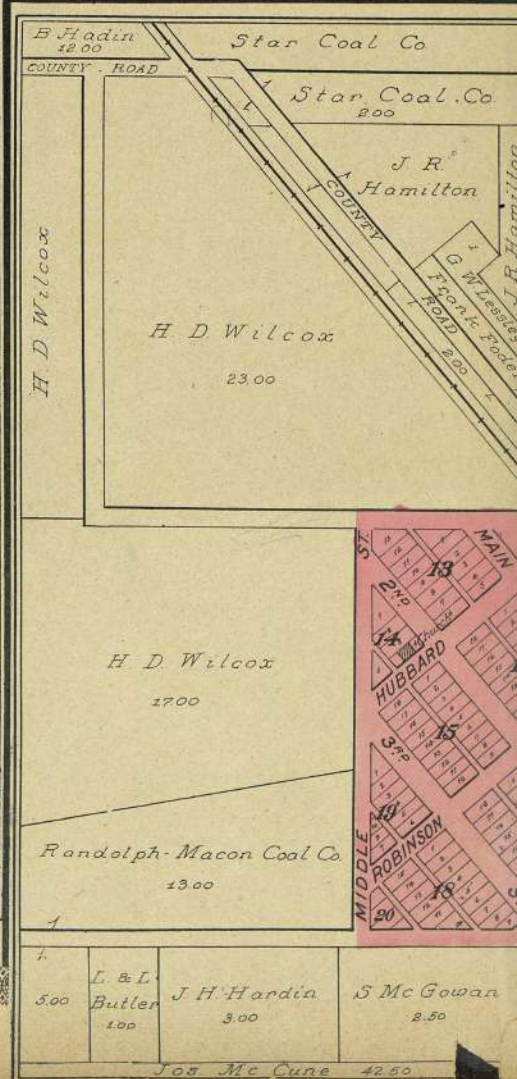 B Hadin
12.00
Star Coal Co
COUNTY - ROAD
Star Coal Co.
2.00
J. R.
Hamilton
J. R. Hamilton
COUNTY
ROAD
1
G W Lessley
Frank Foder
2.00
H. D. Wilcox
H. D. Wilcox
23.00
ST.
MAIN
13
2ND
14
Church
HUBBARD
H. D. Wilcox
17.00
15
3RD
19
MIDDLE
ROBINSON
18
20
Randolph-Macon Coal Co.
13.00
5.00
L & L
Butler
1.00
J H Hardin
3.00
S Mc Gowan
2.50
Jos. Mc Cune 42.50